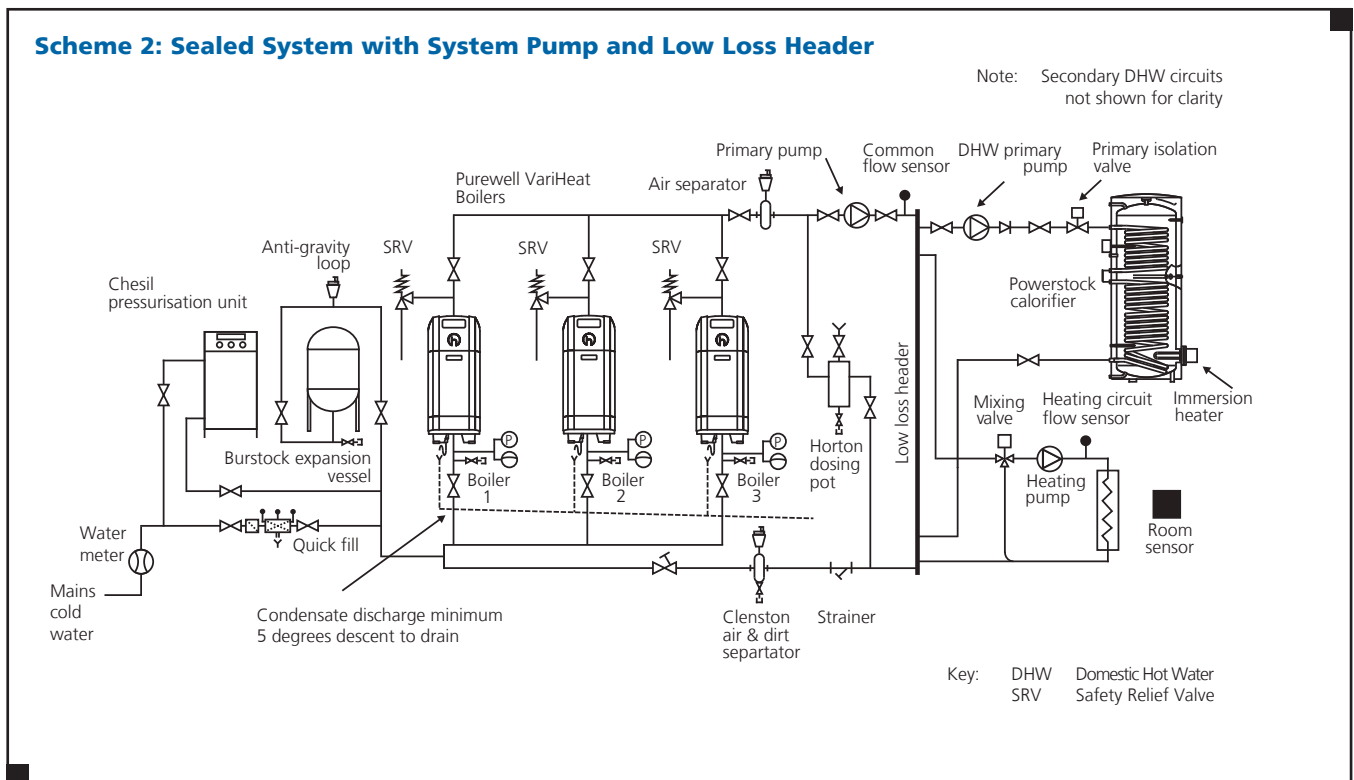 Scheme 2: Sealed System with System Pump and Low Loss Header
Note: Secondary DHW circuits
not shown for clarity
Primary pump
Common
flow sensor
DHW primary
pump
Primary isolation
valve
Purewell VariHeat
Boilers
Air separator
Anti-gravity
loop
SRV
SRV
SRV
Chesil
pressurisation unit
Powerstock
calorifier
Low loss header
Burstock expansion
vessel
P
P
P
Boiler
1
Boiler
2
Boiler
3
Horton
dosing
pot
Mixing
valve
Heating circuit
flow sensor
Immersion
heater
Heating
pump
Room
sensor
Water
meter
Quick fill
Mains
cold
water
Condensate discharge minimum
5 degrees descent to drain
Clenston
air & dirt
separtator
Strainer
Key: DHW Domestic Hot Water
SRV Safety Relief Valve